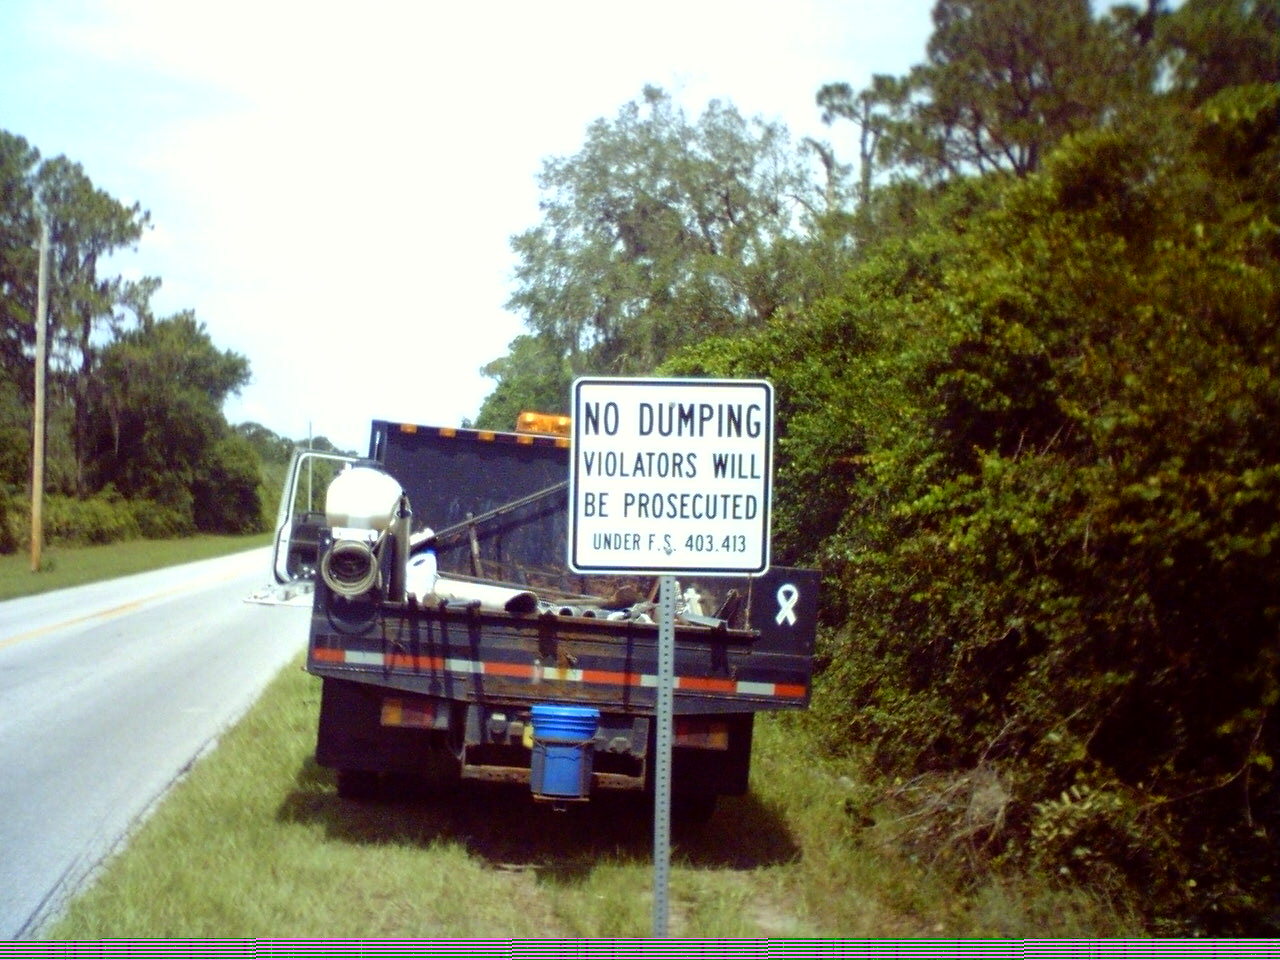 NO DUMPING
VIOLATORS WILL
BE PROSECUTED
UNDER F.S. 403.413